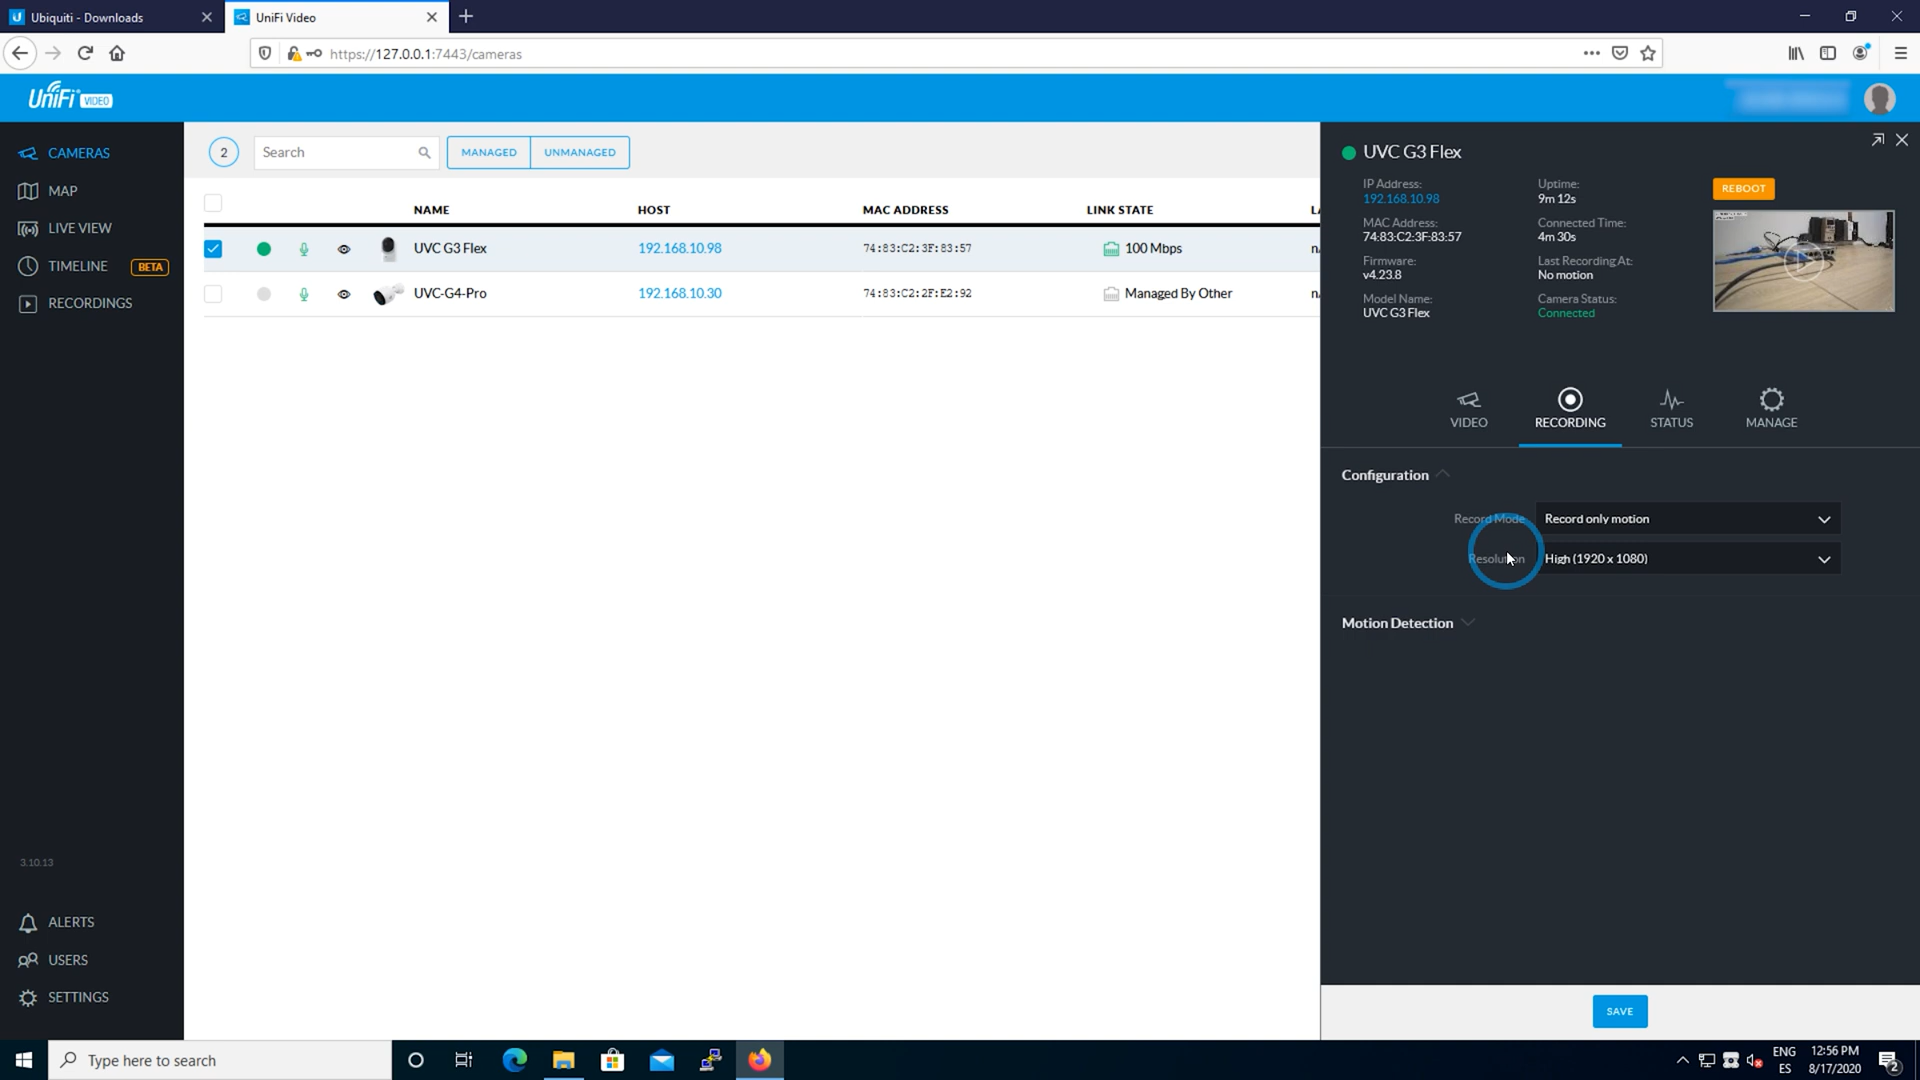 Ubiquiti - Downloads
UniFi Video
https://127.0.0.1:7443/cameras
UniFi VIDEO
CAMERAS
MAP
LIVE VIEW
TIMELINE BETA
RECORDINGS
3.10.13
ALERTS
USERS
SETTINGS
2 Search MANAGED UNMANAGED
NAME HOST MAC ADDRESS LINK STATE
UVC G3 Flex 192.168.10.98 74:83:C2:3F:83:57 100 Mbps
UVC-G4-Pro 192.168.10.30 74:83:C2:2F:E2:92 Managed By Other
UVC G3 Flex
IP Address:
192.168.10.98
MAC Address:
74:83:C2:3F:83:57
Firmware:
v4.23.8
Model Name:
UVC G3 Flex
Uptime:
9m 12s
Connected Time:
4m 30s
Last Recording At:
No motion
Camera Status:
Connected
REBOOT
VIDEO RECORDING STATUS MANAGE
Configuration
Record Mode Record only motion
Resolution High (1920 x 1080)
Motion Detection
SAVE
Type here to search
ENG
ES
12:56 PM
8/17/2020
2